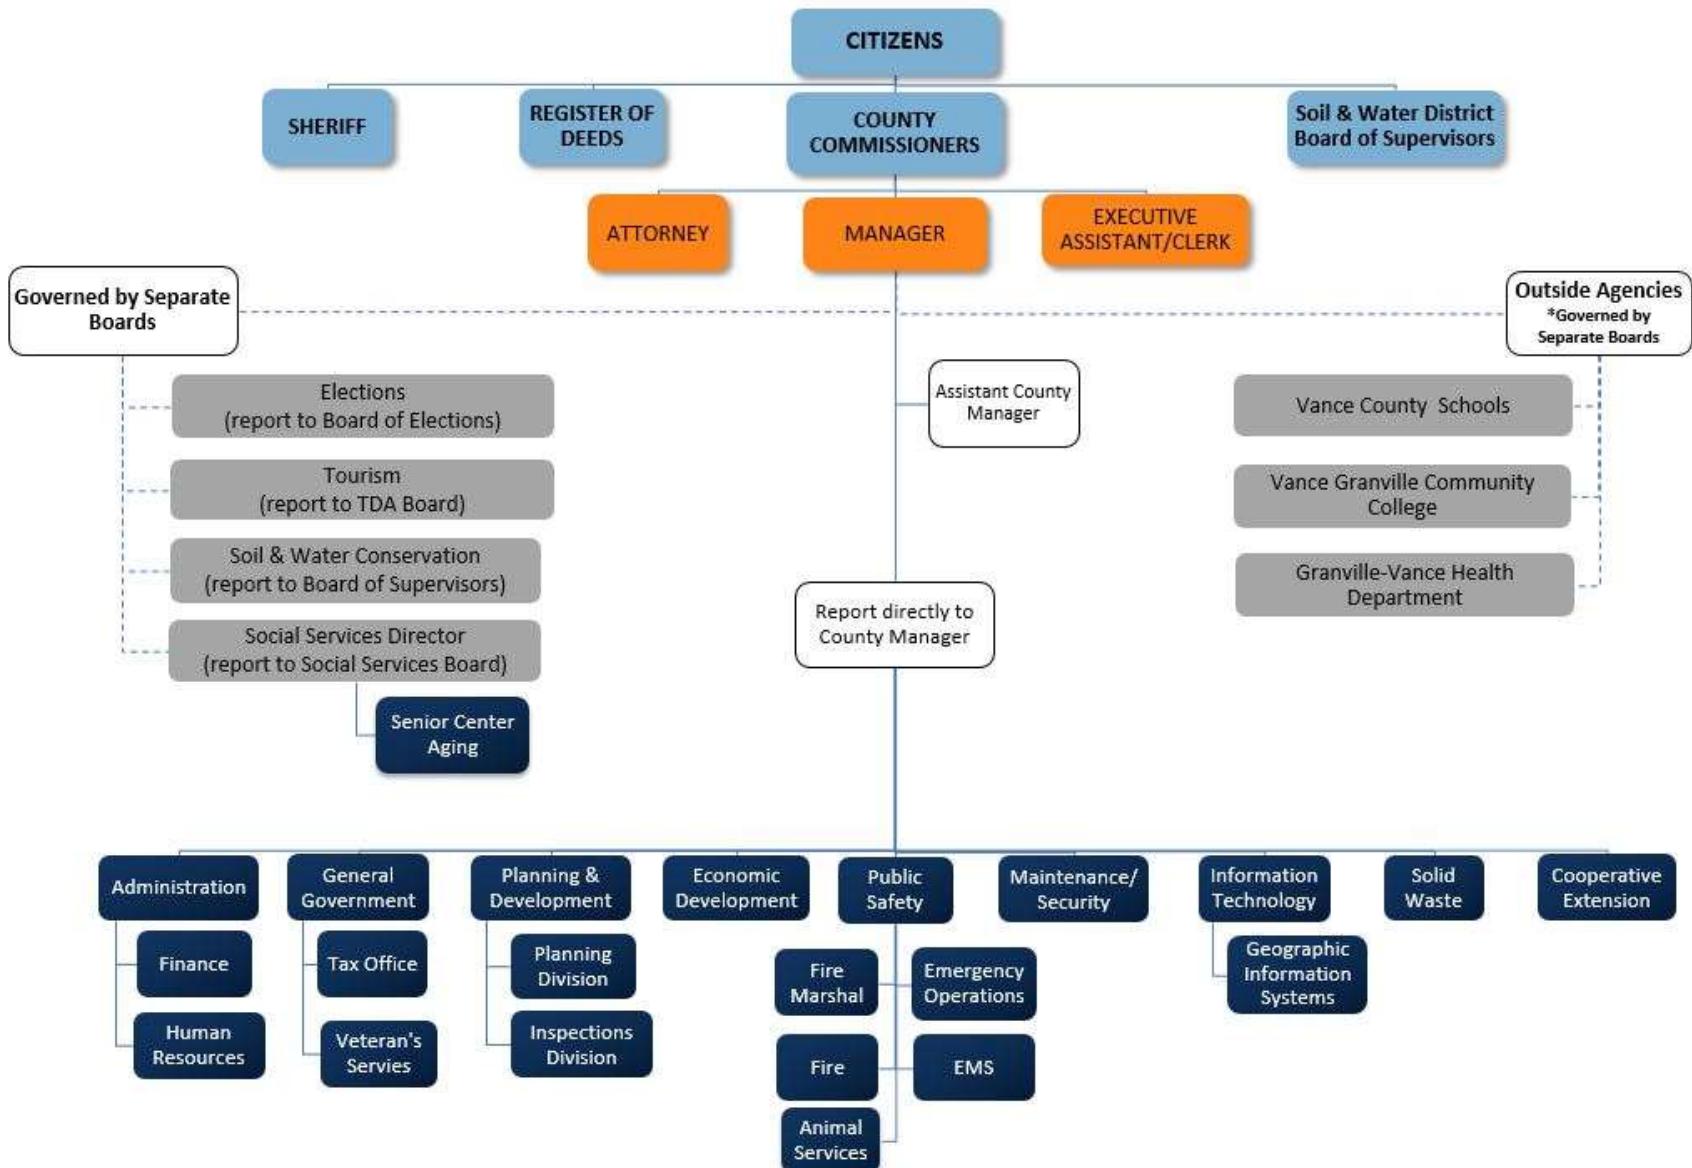 CITIZENS
SHERIFF
REGISTER OF
DEEDS
COUNTY
COMMISSIONERS
Soil & Water District
Board of Supervisors
ATTORNEY
MANAGER
EXECUTIVE
ASSISTANT/CLERK
Governed by Separate
Boards
Outside Agencies
*Governed by
Separate Boards
Elections
(report to Board of Elections)
Tourism
(report to TDA Board)
Soil & Water Conservation
(report to Board of Supervisors)
Social Services Director
(report to Social Services Board)
Senior Center
Aging
Assistant County
Manager
Vance County Schools
Vance Granville Community
College
Granville-Vance Health
Department
Report directly to
County Manager
Administration
Finance
Human
Resources
General
Government
Tax Office
Veteran's
Servies
Planning &
Development
Planning
Division
Inspections
Division
Economic
Development
Public
Safety
Fire
Marshal
Emergency
Operations
Fire
EMS
Animal
Services
Maintenance/
Security
Information
Technology
Geographic
Information
Systems
Solid
Waste
Cooperative
Extension